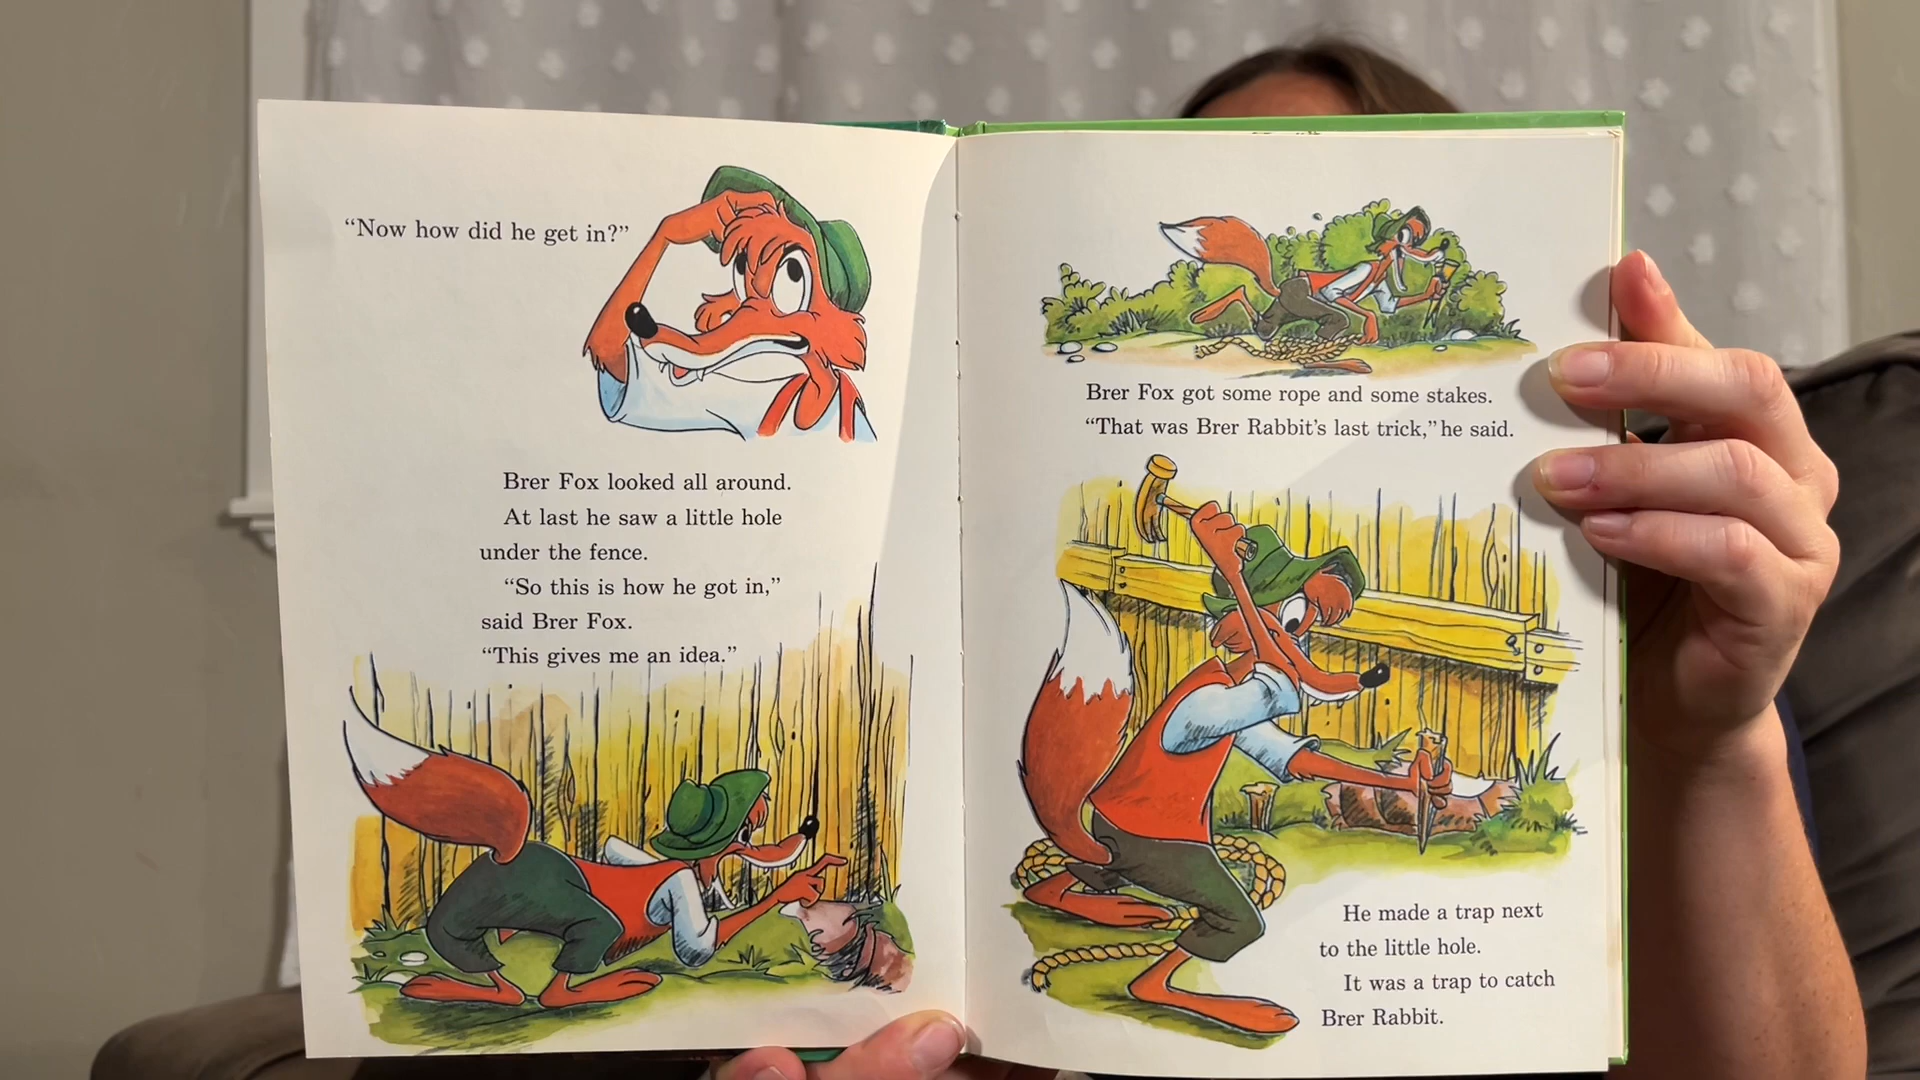 “Now how did he get in?”
Brer Fox looked all around.
At last he saw a little hole
under the fence.
“So this is how he got in,”
said Brer Fox.
“This gives me an idea.”
Brer Fox got some rope and some stakes.
“That was Brer Rabbit’s last trick,” he said.
He made a trap next
to the little hole.
It was a trap to catch
Brer Rabbit.